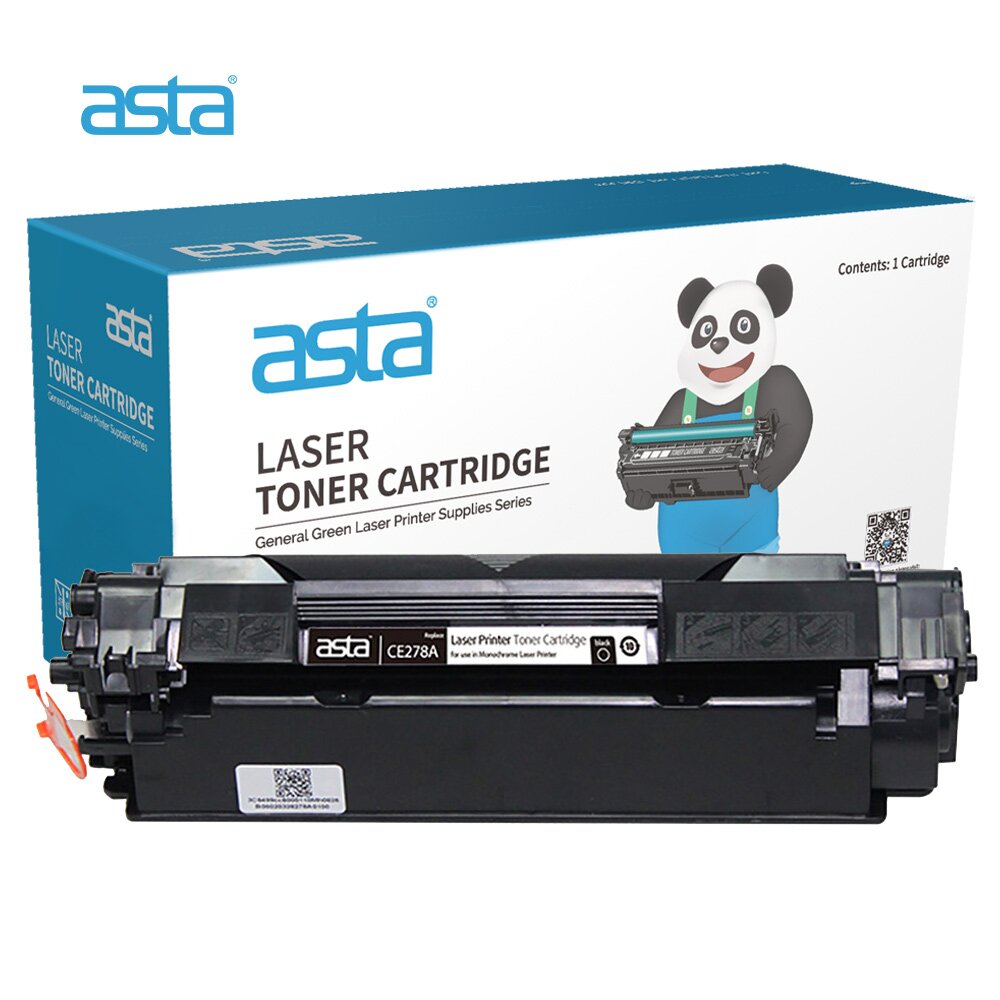 asta®
asta
Contents: 1 Cartridge
asta®
asta
LASER
TONER CARTRIDGE
General Green Laser Printer Supplies Series
LASER
TONER CARTRIDGE
General Green Laser Printer Supplies Series
TONER CARTRIDGE
asta
Replace
CE278A
Laser Printer Toner Cartridge
for use in Monochrome Laser Printer
black
10